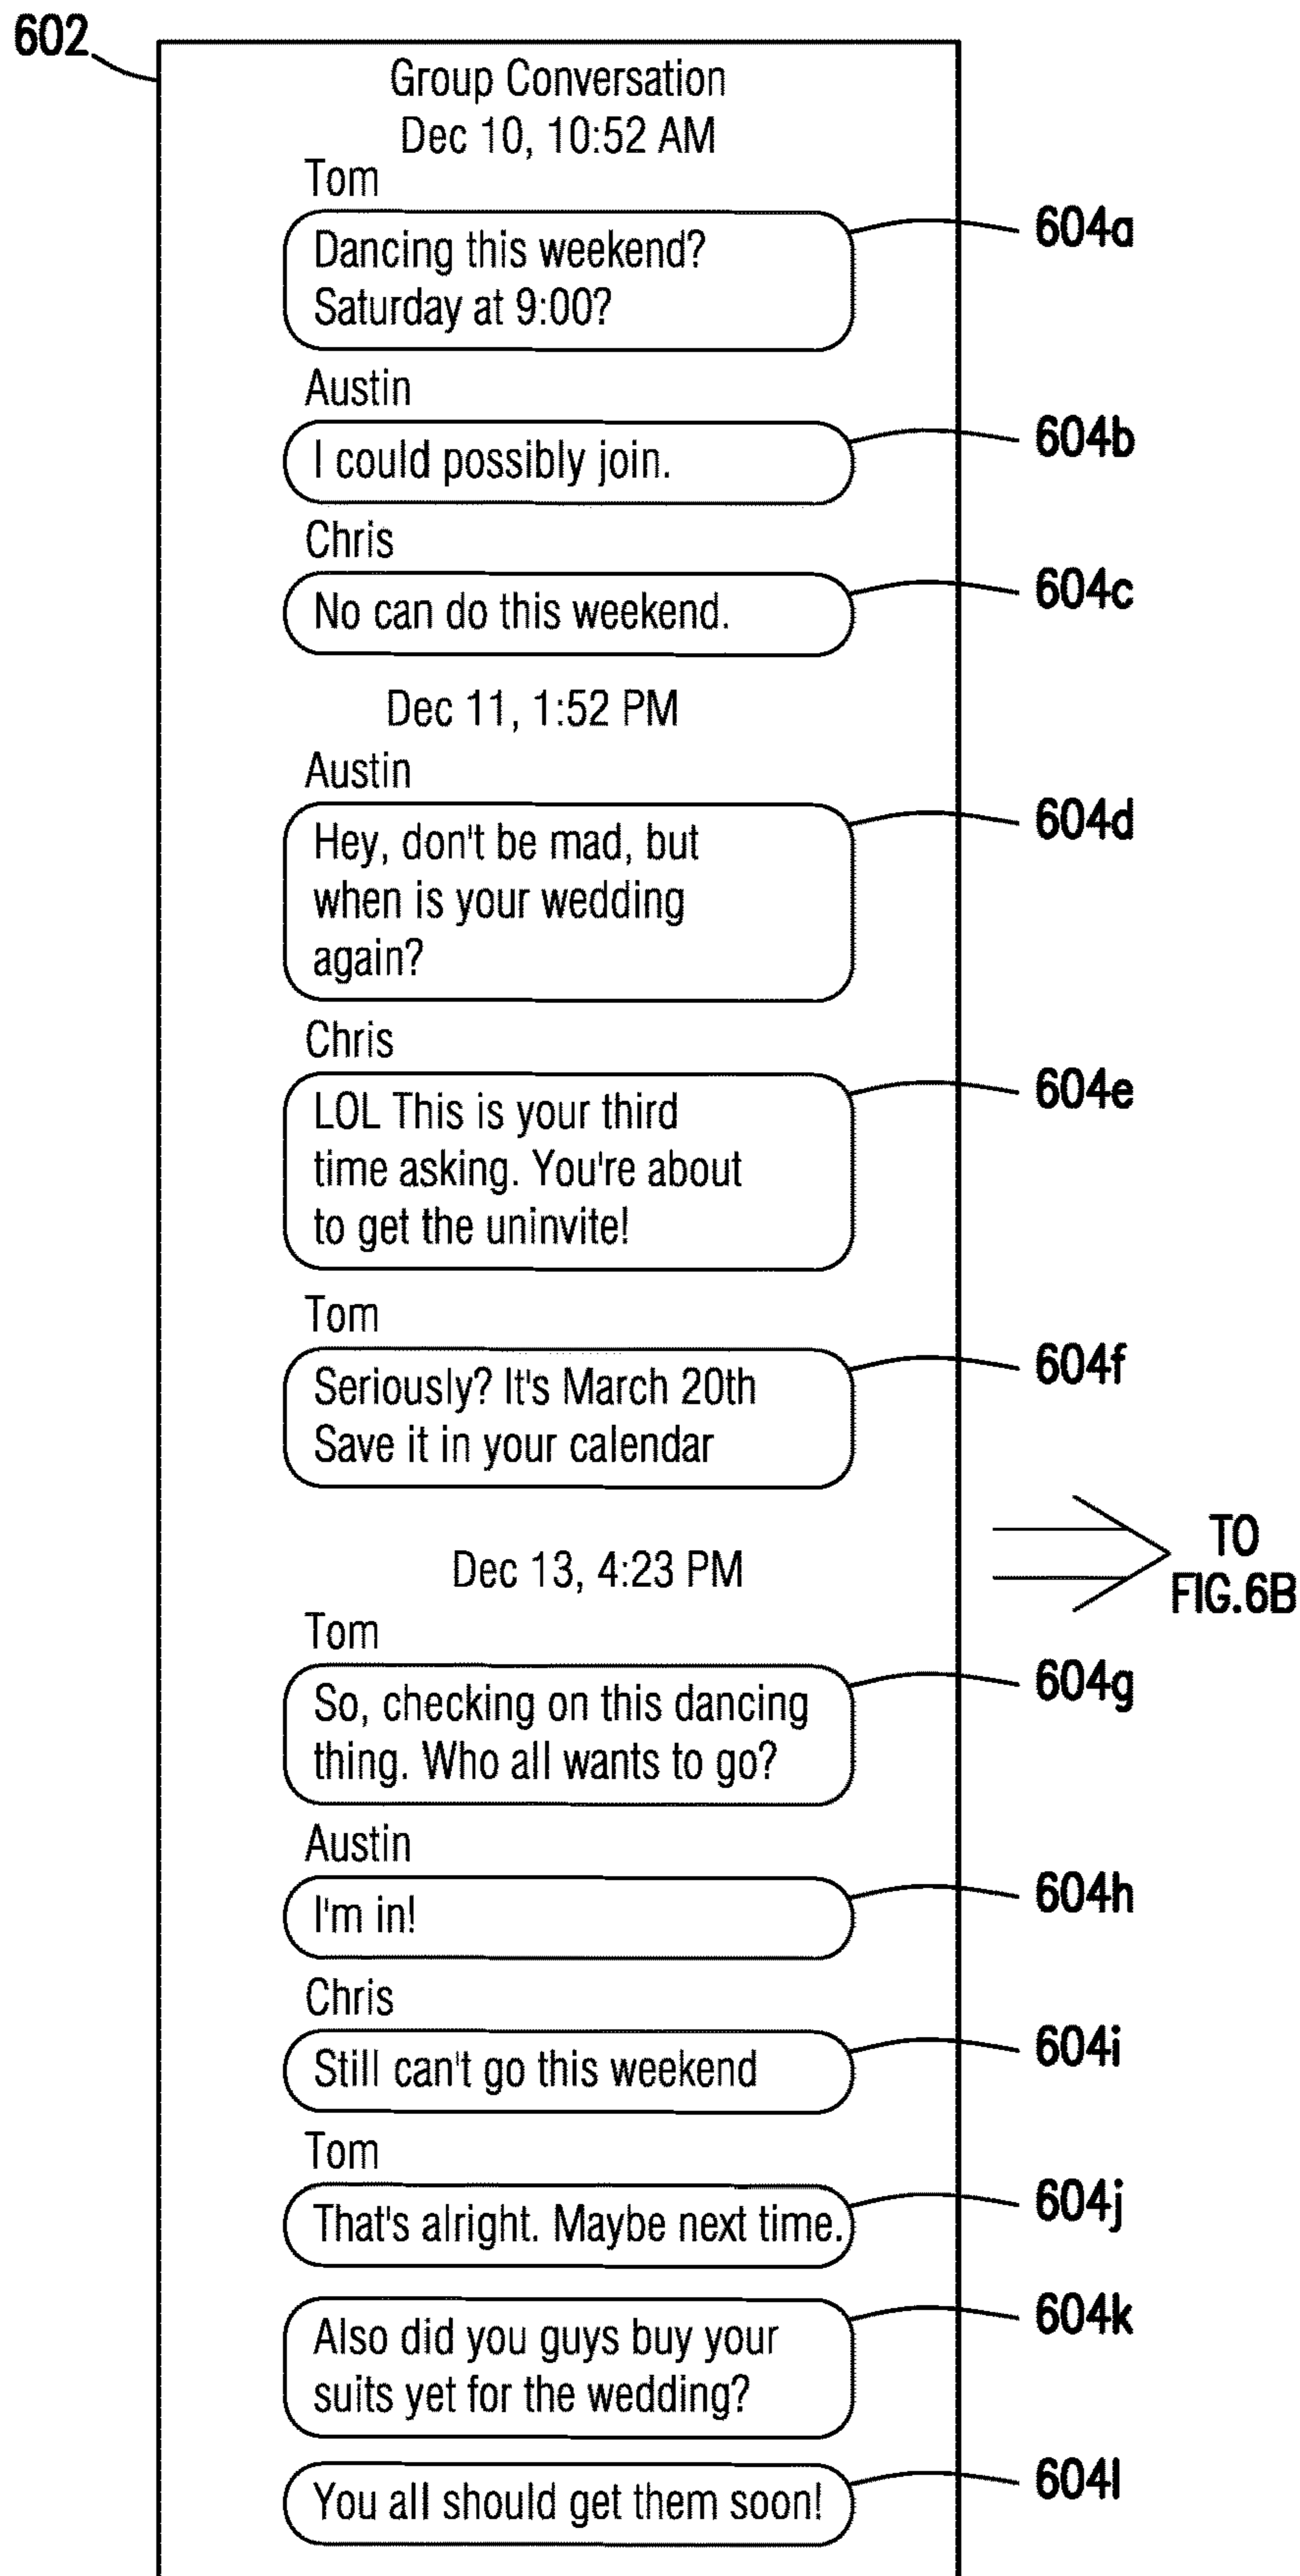 602
Group Conversation
Dec 10, 10:52 AM
Tom
Dancing this weekend?
Saturday at 9:00?
604a
Austin
I could possibly join.
604b
Chris
No can do this weekend.
604c
Dec 11, 1:52 PM
Austin
Hey, don't be mad, but
when is your wedding
again?
604d
Chris
LOL This is your third
time asking. You're about
to get the uninvite!
604e
Tom
Seriously? It's March 20th
Save it in your calendar
604f
TO
FIG.6B
Dec 13, 4:23 PM
Tom
So, checking on this dancing
thing. Who all wants to go?
604g
Austin
I'm in!
604h
Chris
Still can't go this weekend
604i
Tom
That's alright. Maybe next time.
604j
Also did you guys buy your
suits yet for the wedding?
604k
You all should get them soon!
604l